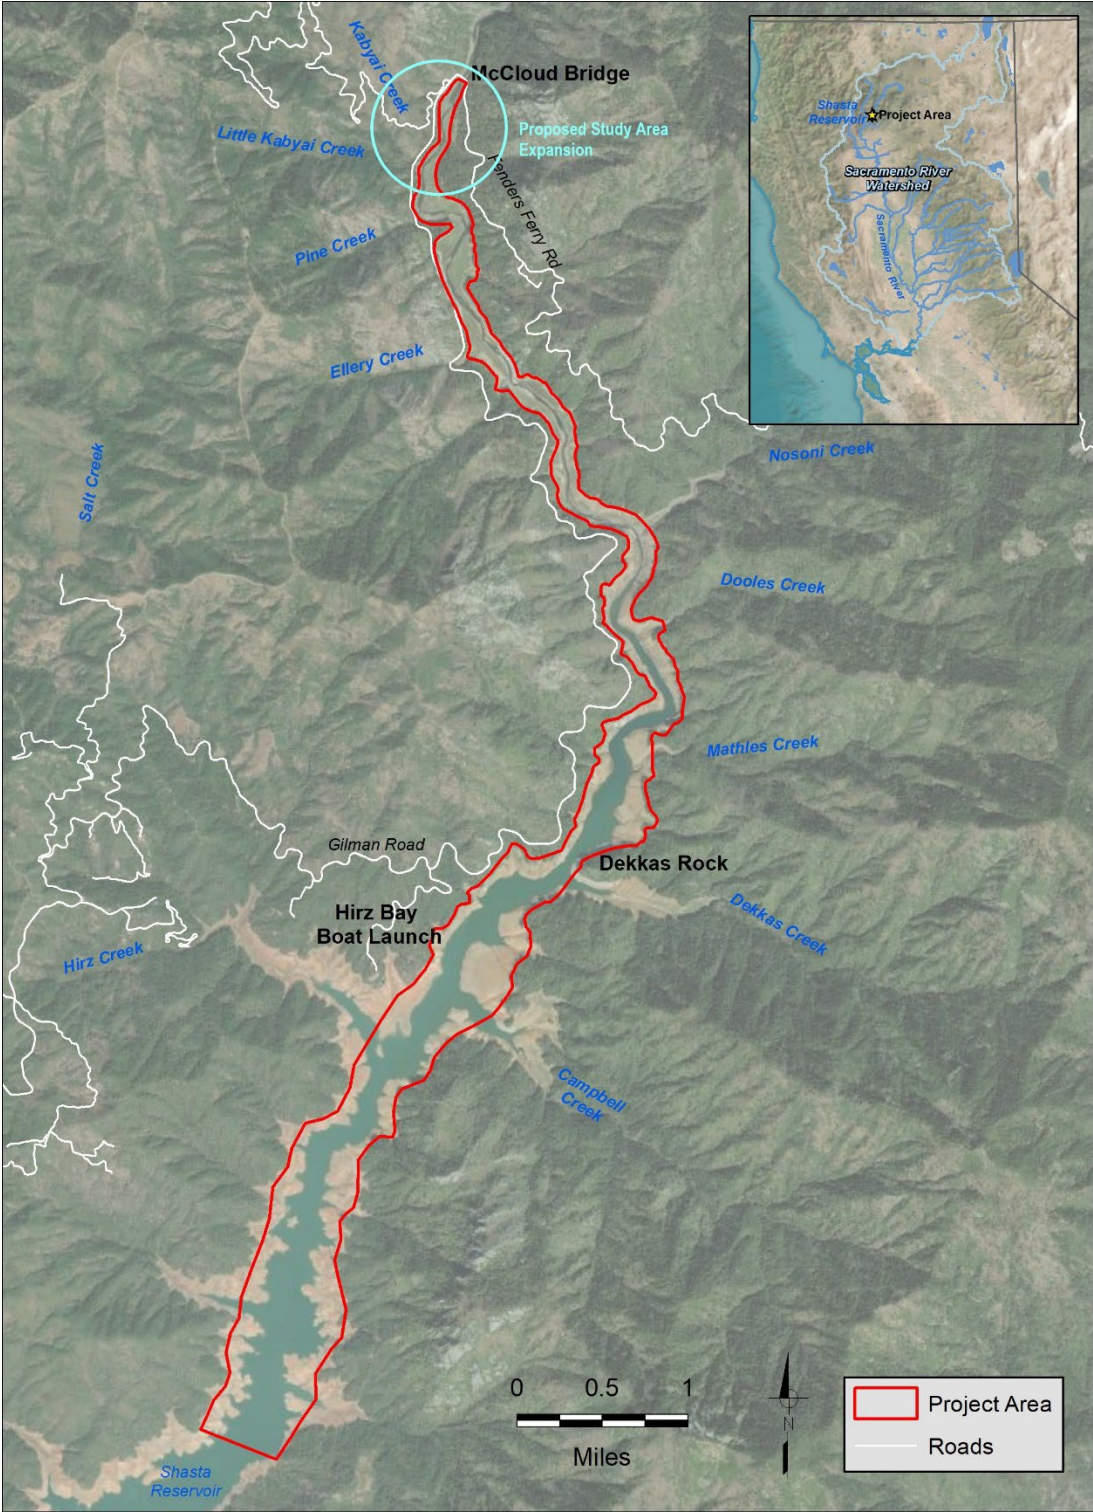 Kabyai Creek
McCloud Bridge
Little Kabyai Creek
Proposed Study Area
Expansion
Fenders Ferry Rd
Pine Creek
Ellery Creek
Salt Creek
Nosoni Creek
Dooles Creek
Mathles Creek
Gilman Road
Dekkas Rock
Hirz Bay
Boat Launch
Dekkas Creek
Hirz Creek
Campbell
Creek
Shasta
Reservoir
Shasta
Reservoir
Project Area
Sacramento River
Watershed
Sacramento River
0 0.5 1
Miles
N
Project Area
Roads